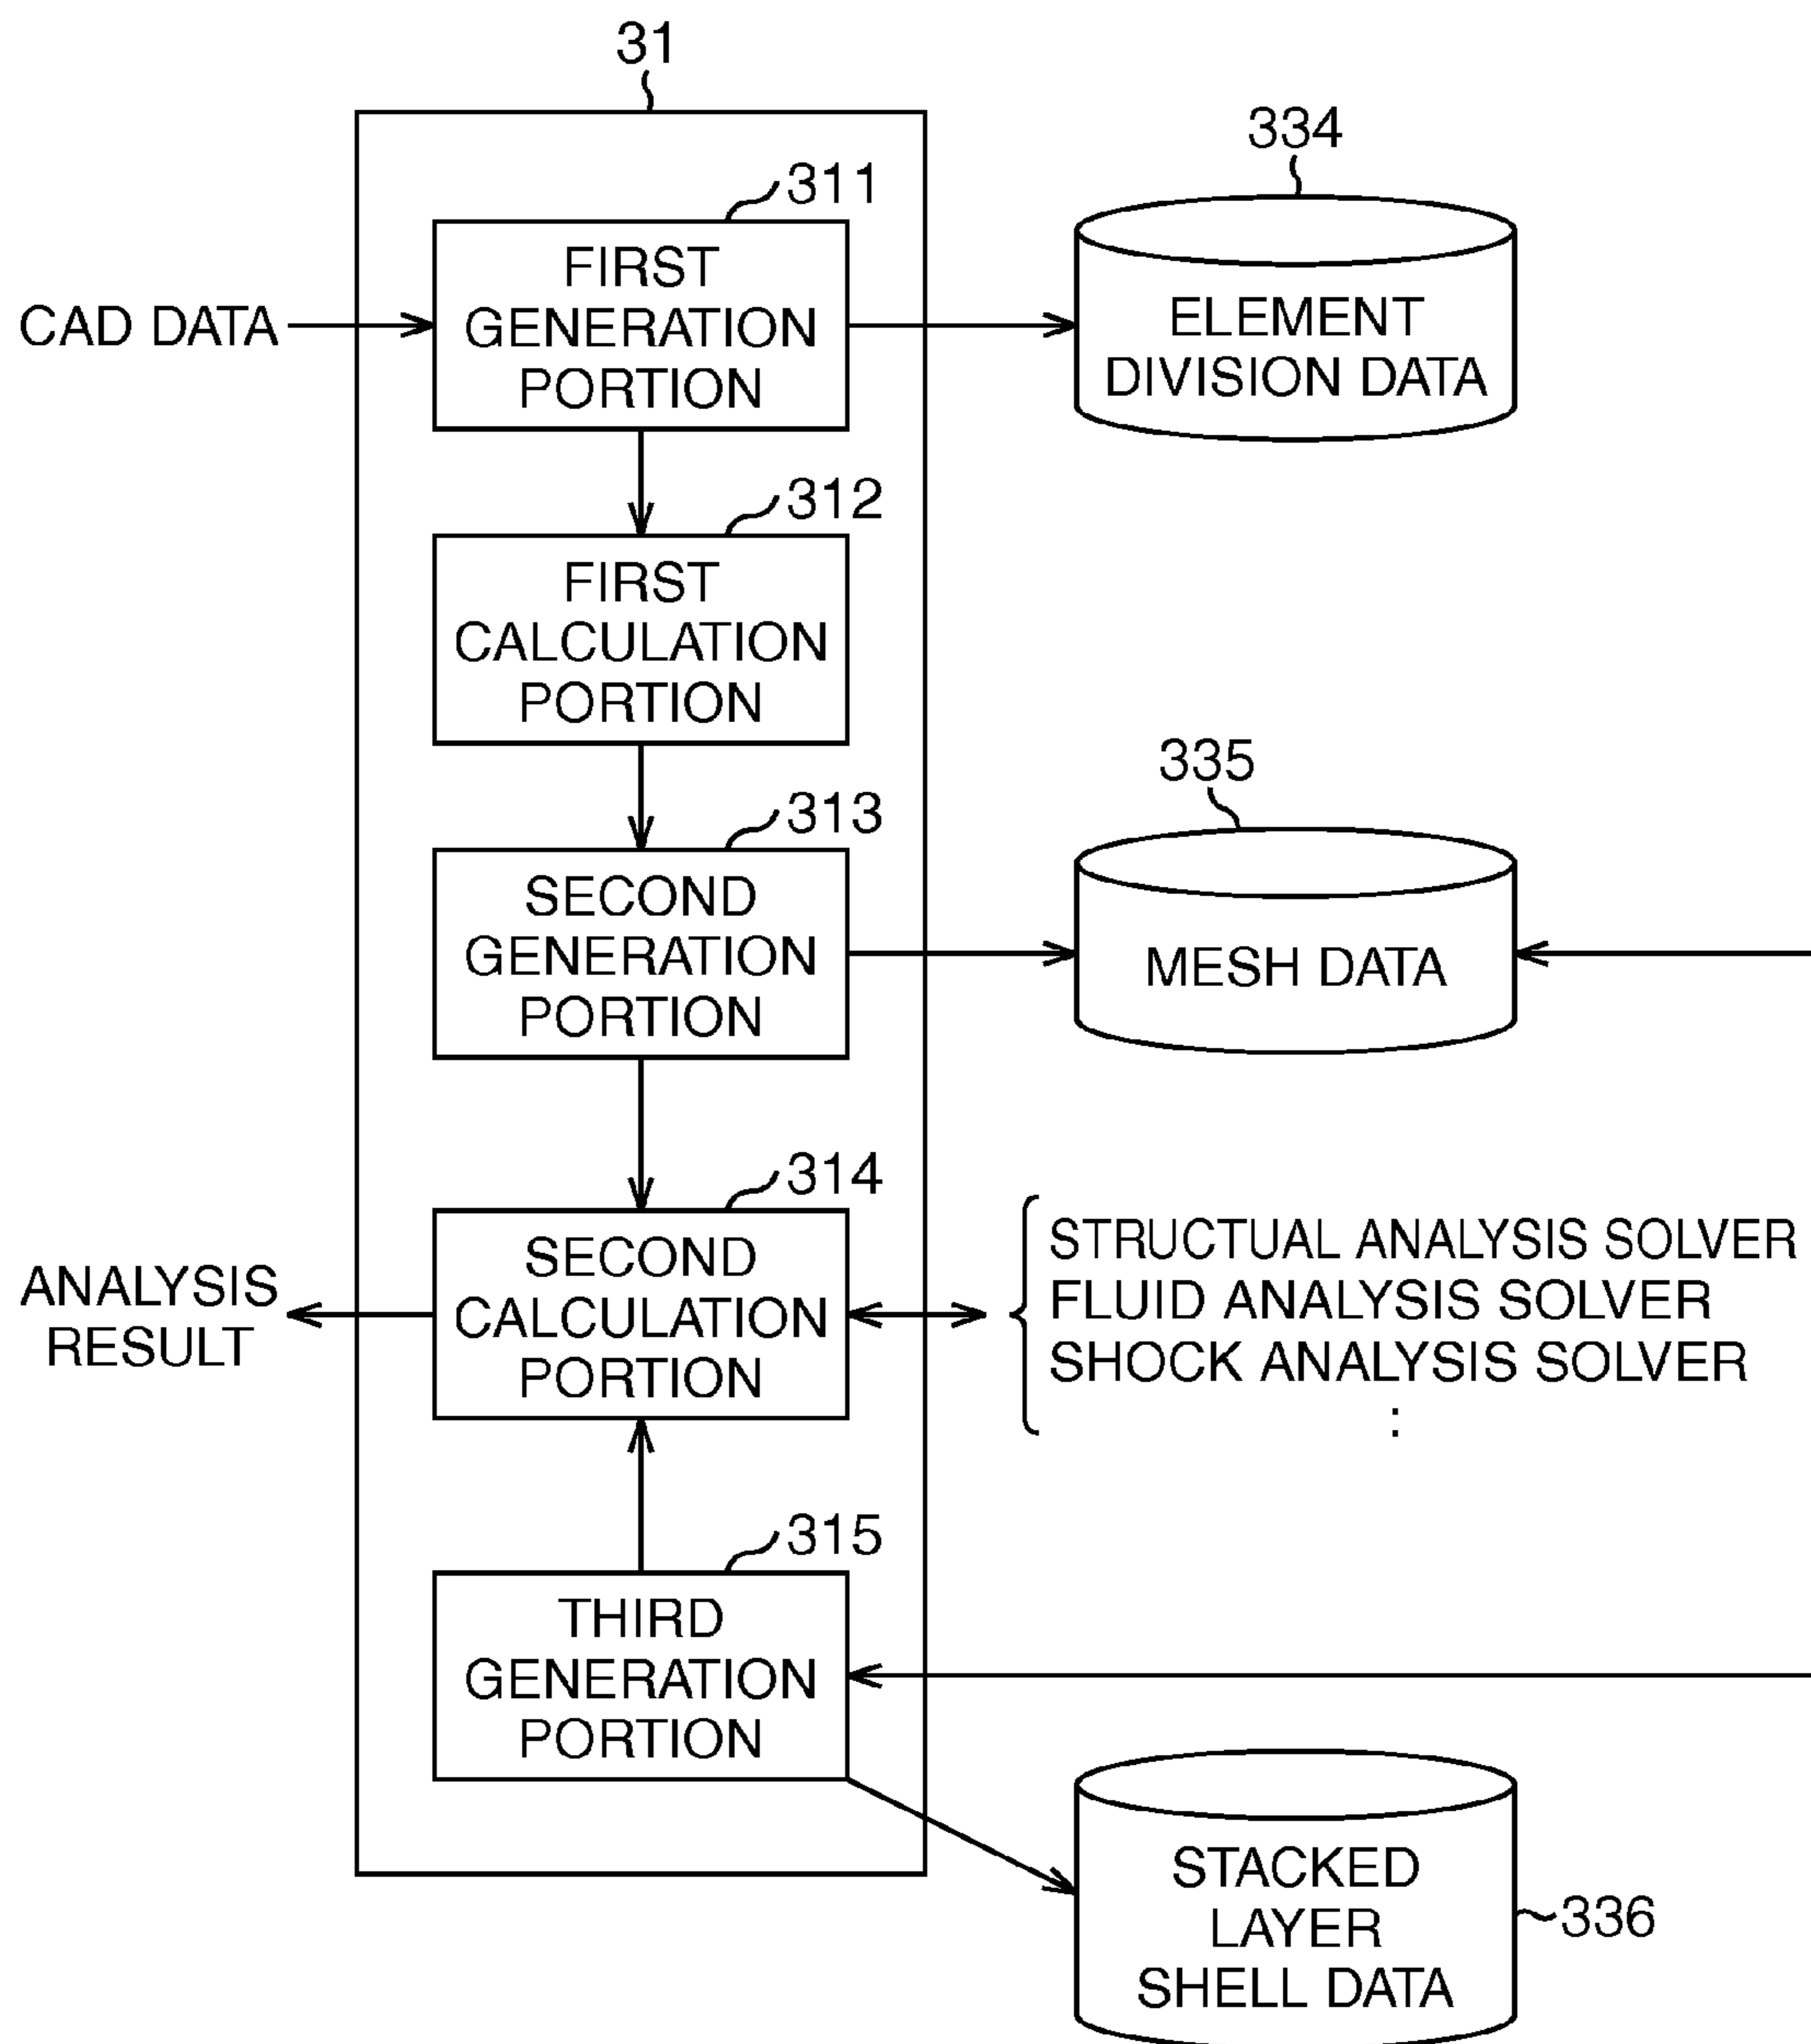 31
334
311
FIRST
GENERATION
PORTION
CAD DATA
ELEMENT
DIVISION DATA
312
FIRST
CALCULATION
PORTION
335
313
SECOND
GENERATION
PORTION
MESH DATA
314
SECOND
CALCULATION
PORTION
ANALYSIS
RESULT
STRUCTUAL ANALYSIS SOLVER
FLUID ANALYSIS SOLVER
SHOCK ANALYSIS SOLVER
:
315
THIRD
GENERATION
PORTION
STACKED
LAYER
SHELL DATA
336